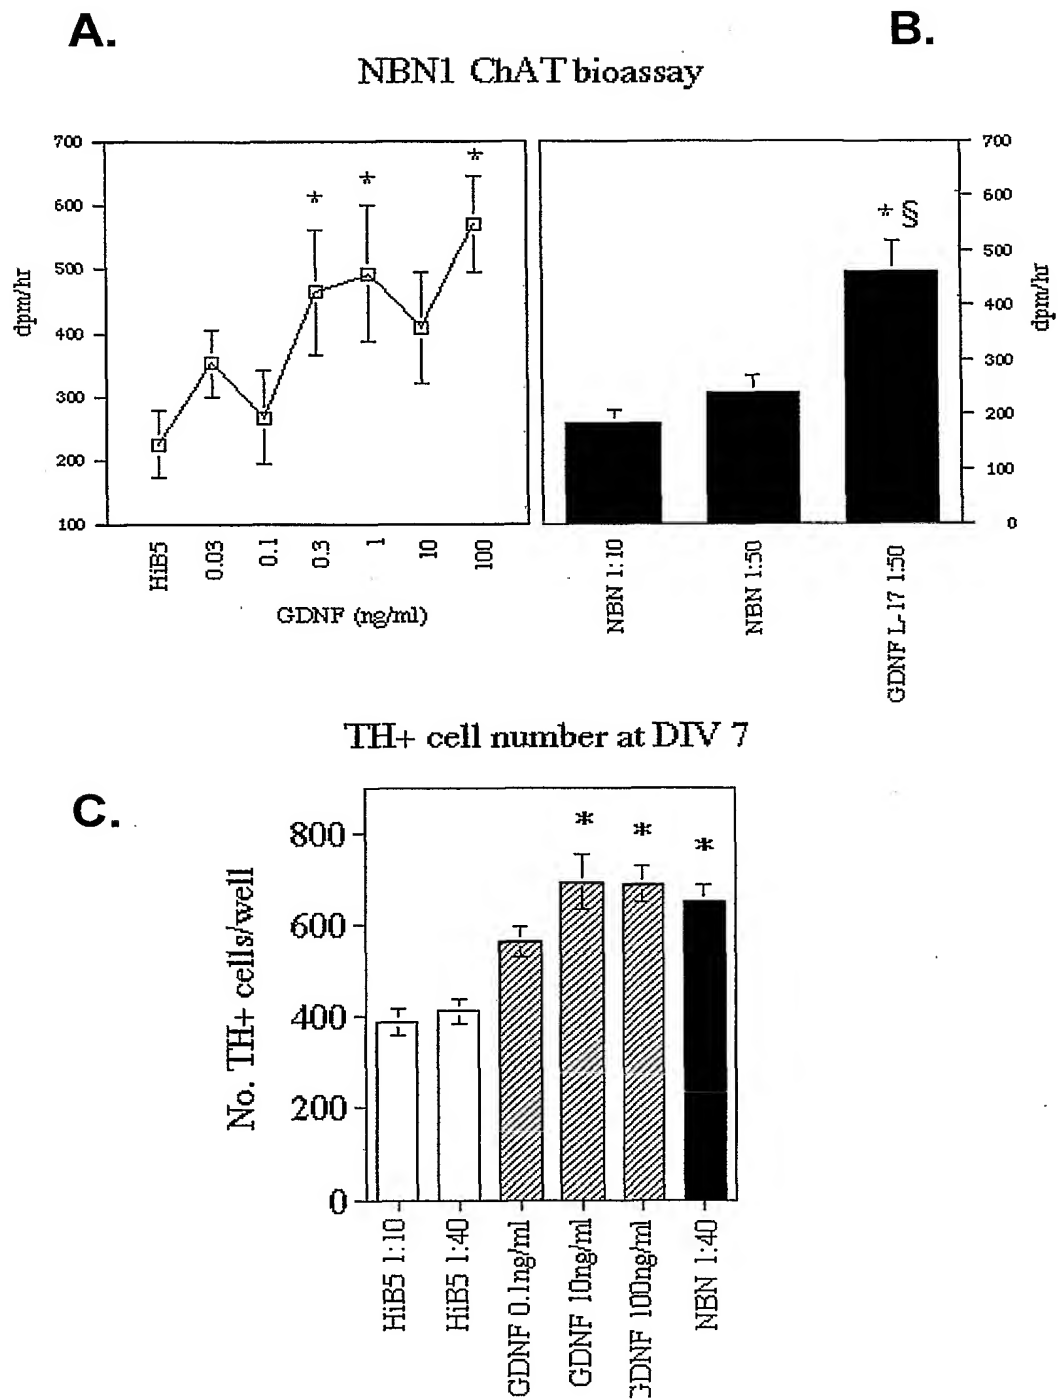 A.
B.
NBN1 ChAT bioassay
700
600
500
400
300
200
100
dpm/hr
* * *
HiB5
0.03
0.1
0.3
1
10
100
GDNF (ng/ml)
700
600
500
400
300
200
100
0
dpm/hr
* §
NBN 1:10
NBN 1:50
GDNF L-17 1:50
TH+ cell number at DIV 7
C.
800
600
400
200
0
No. TH+ cells/well
* * *
HiB5 1:10
HiB5 1:40
GDNF 0.1ng/ml
GDNF 10ng/ml
GDNF 100ng/ml
NBN 1:40